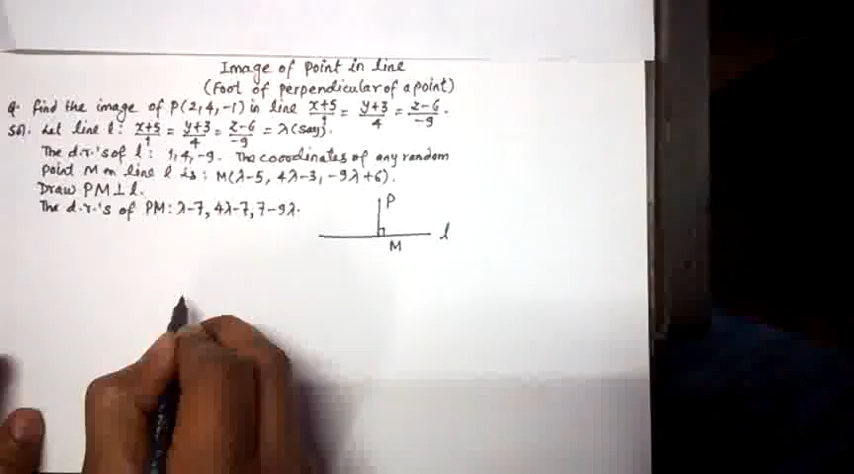 Image of point in line
(Foot of perpendicular of a point)
Q. Find the image of P(2,4,-1) in line x+5/1 = y+3/4 = z-6/-9.
Sol. Let line l: x+5/1 = y+3/4 = z-6/-9 = λ(say).
The d.r.'s of l: 1,4,-9. The coordinates of any random
point M on line l is: M(λ-5, 4λ-3, -9λ+6).
Draw PM⊥l.
The d.r.'s of PM: λ-7, 4λ-7, 7-9λ.
P
l
M